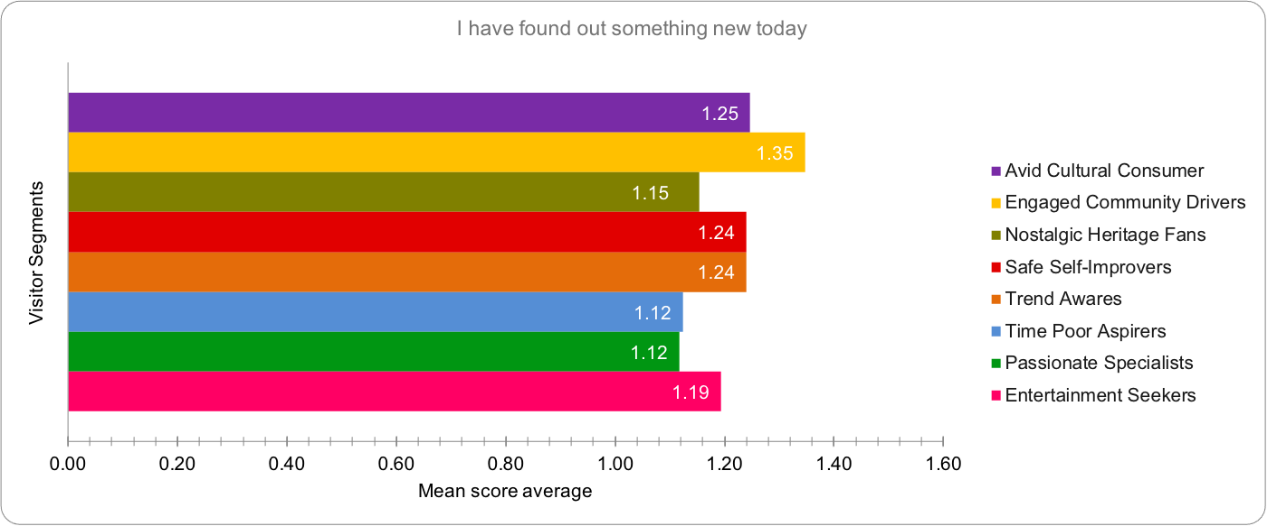 I have found out something new today
Visitor Segments
1.25
1.35
1.15
1.24
1.24
1.12
1.12
1.19
Avid Cultural Consumer
Engaged Community Drivers
Nostalgic Heritage Fans
Safe Self-Improvers
Trend Awares
Time Poor Aspirers
Passionate Specialists
Entertainment Seekers
0.00 0.20 0.40 0.60 0.80 1.00 1.20 1.40 1.60
Mean score average